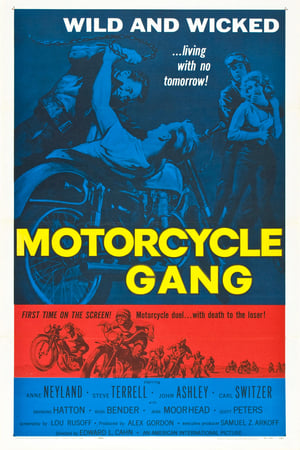 WILD AND WICKED
...living
with no
tomorrow!
MOTORCYCLE
GANG
FIRST TIME ON THE SCREEN! Motorcycle duel...with death to the loser!
starring
ANNE NEYLAND • STEVE TERRELL • JOHN ASHLEY • CARL SWITZER
RAYMOND HATTON • RUSS BENDER • JEAN MOORHEAD • SCOTT PETERS
Screenplay by LOU RUSOFF • Produced by ALEX GORDON • Executive producer SAMUEL Z. ARKOFF
Directed by EDWARD L. CAHN • AN AMERICAN INTERNATIONAL PICTURE